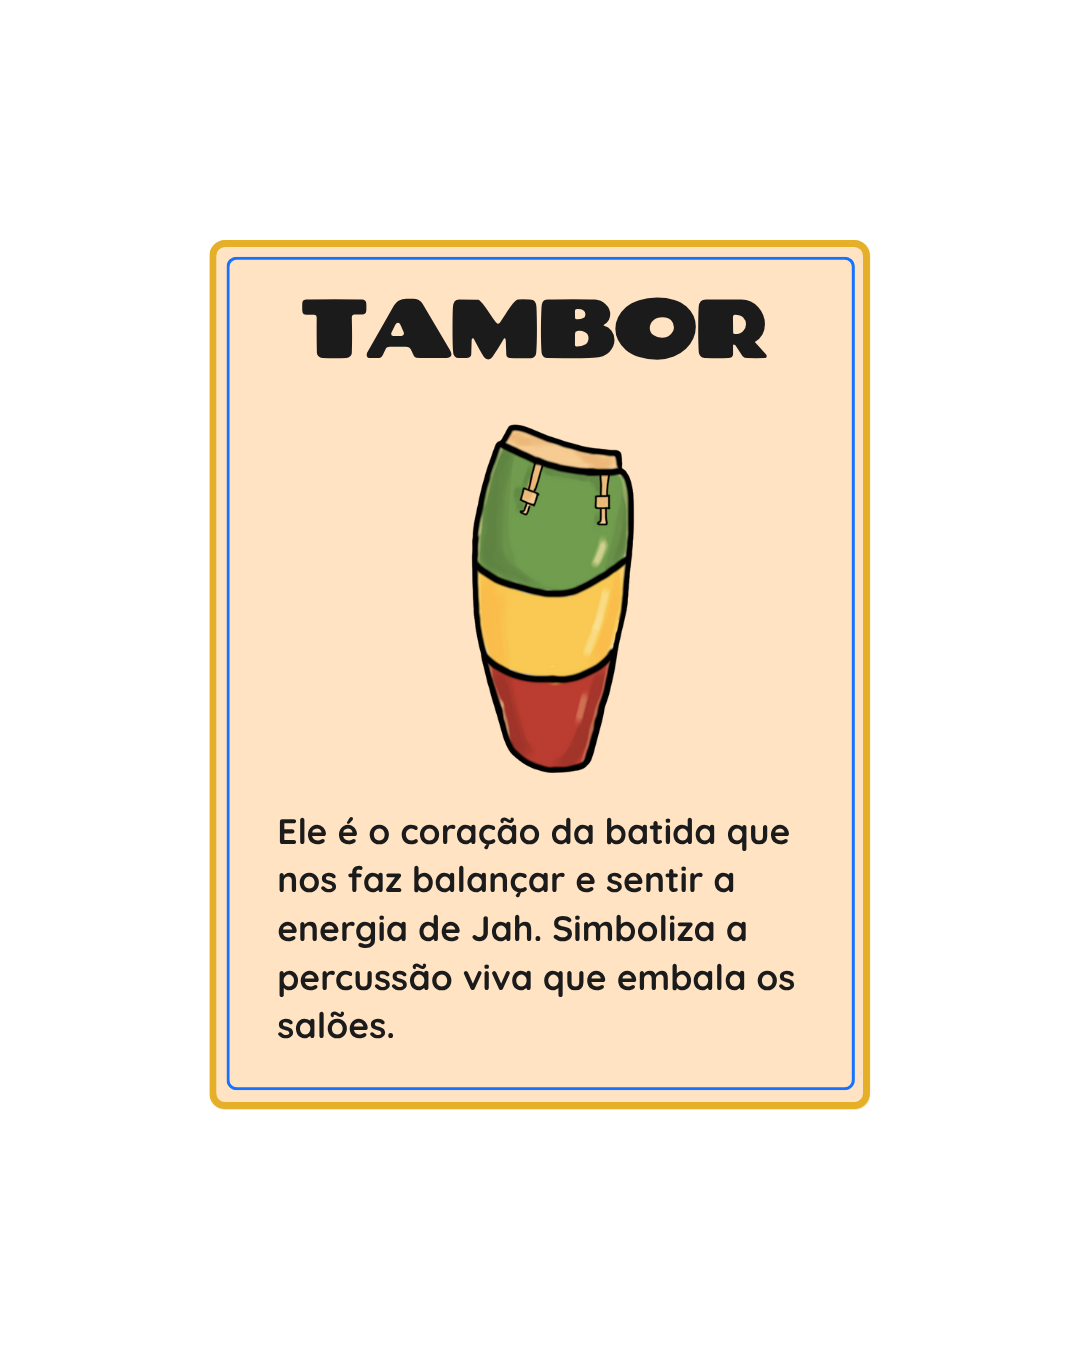 TAMBOR
Ele é o coração da batida que
nos faz balançar e sentir a
energia de Jah. Simboliza a
percussão viva que embala os
salões.